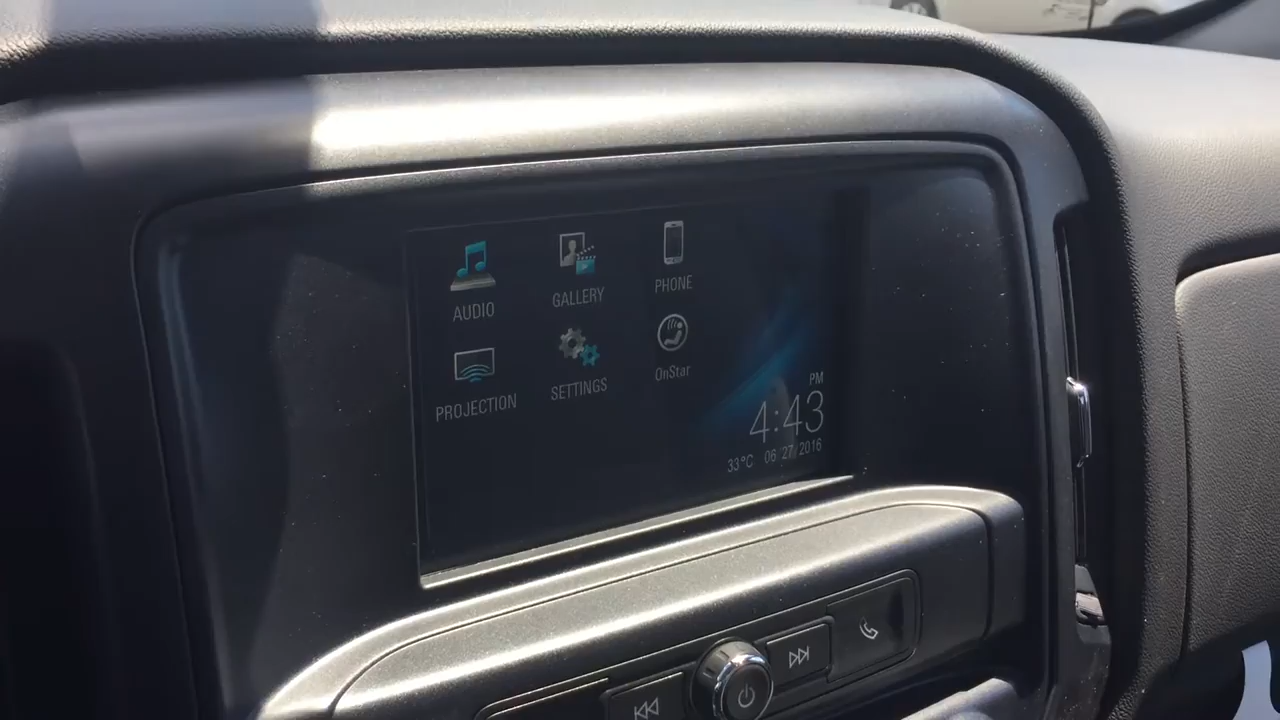 AUDIO
GALLERY
PHONE
PROJECTION
SETTINGS
OnStar
PM
4:43
33°C 06 27 2016